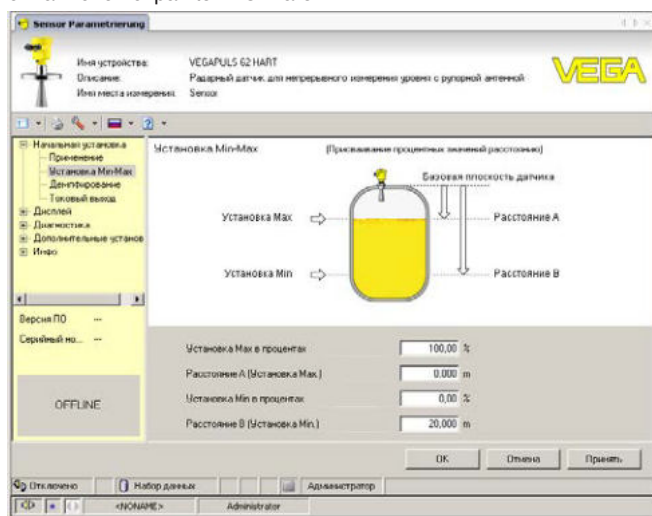 Sensor Parametrierung
Имя устройства: VEGAPULS 62 HART
Описание: Радарный датчик для непрерывного измерения уровня с рупорной антенной
Имя места измерения: Sensor
VEGA
Начальная установка
Применение
Установка Min-Max
Демпфирование
Токовый выход
Дисплей
Диагностика
Дополнительные установ
Инфо
Версия ПО ---
Серийный но... ---
OFFLINE
Установка Min-Max (Присваивание процентных значений расстоянию)
Базовая плоскость датчика
Установка Max
Расстояние A
Установка Min
Расстояние B
Установка Max в процентах 100,00 %
Расстояние A (Установка Max.) 0,000 m
Установка Min в процентах 0,00 %
Расстояние B (Установка Min.) 20,000 m
OK Отмена Принять
Отключено Набор данных Администратор
<NONAME> Administrator